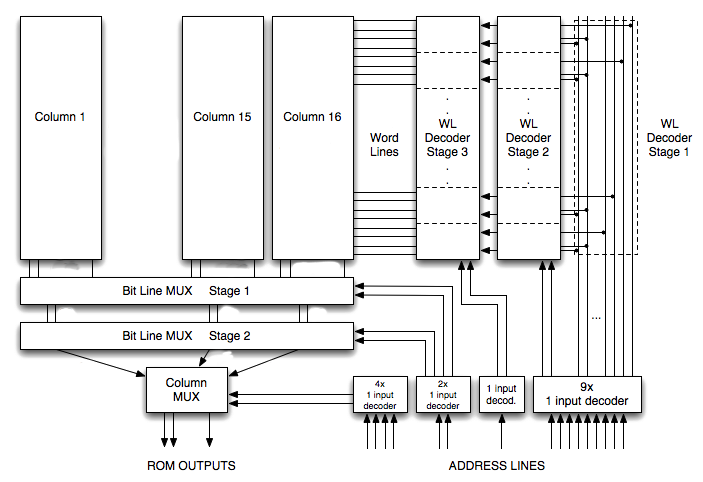 Column 1
Column 15
Column 16
Word
Lines
.
.
WL
Decoder
Stage 3
.
.
.
.
WL
Decoder
Stage 2
.
.
WL
Decoder
Stage 1
Bit Line MUX Stage 1
...
Bit Line MUX Stage 2
Column
MUX
4x
1 input
decoder
2x
1 input
decoder
1 input
decod.
9x
1 input decoder
ROM OUTPUTS
ADDRESS LINES